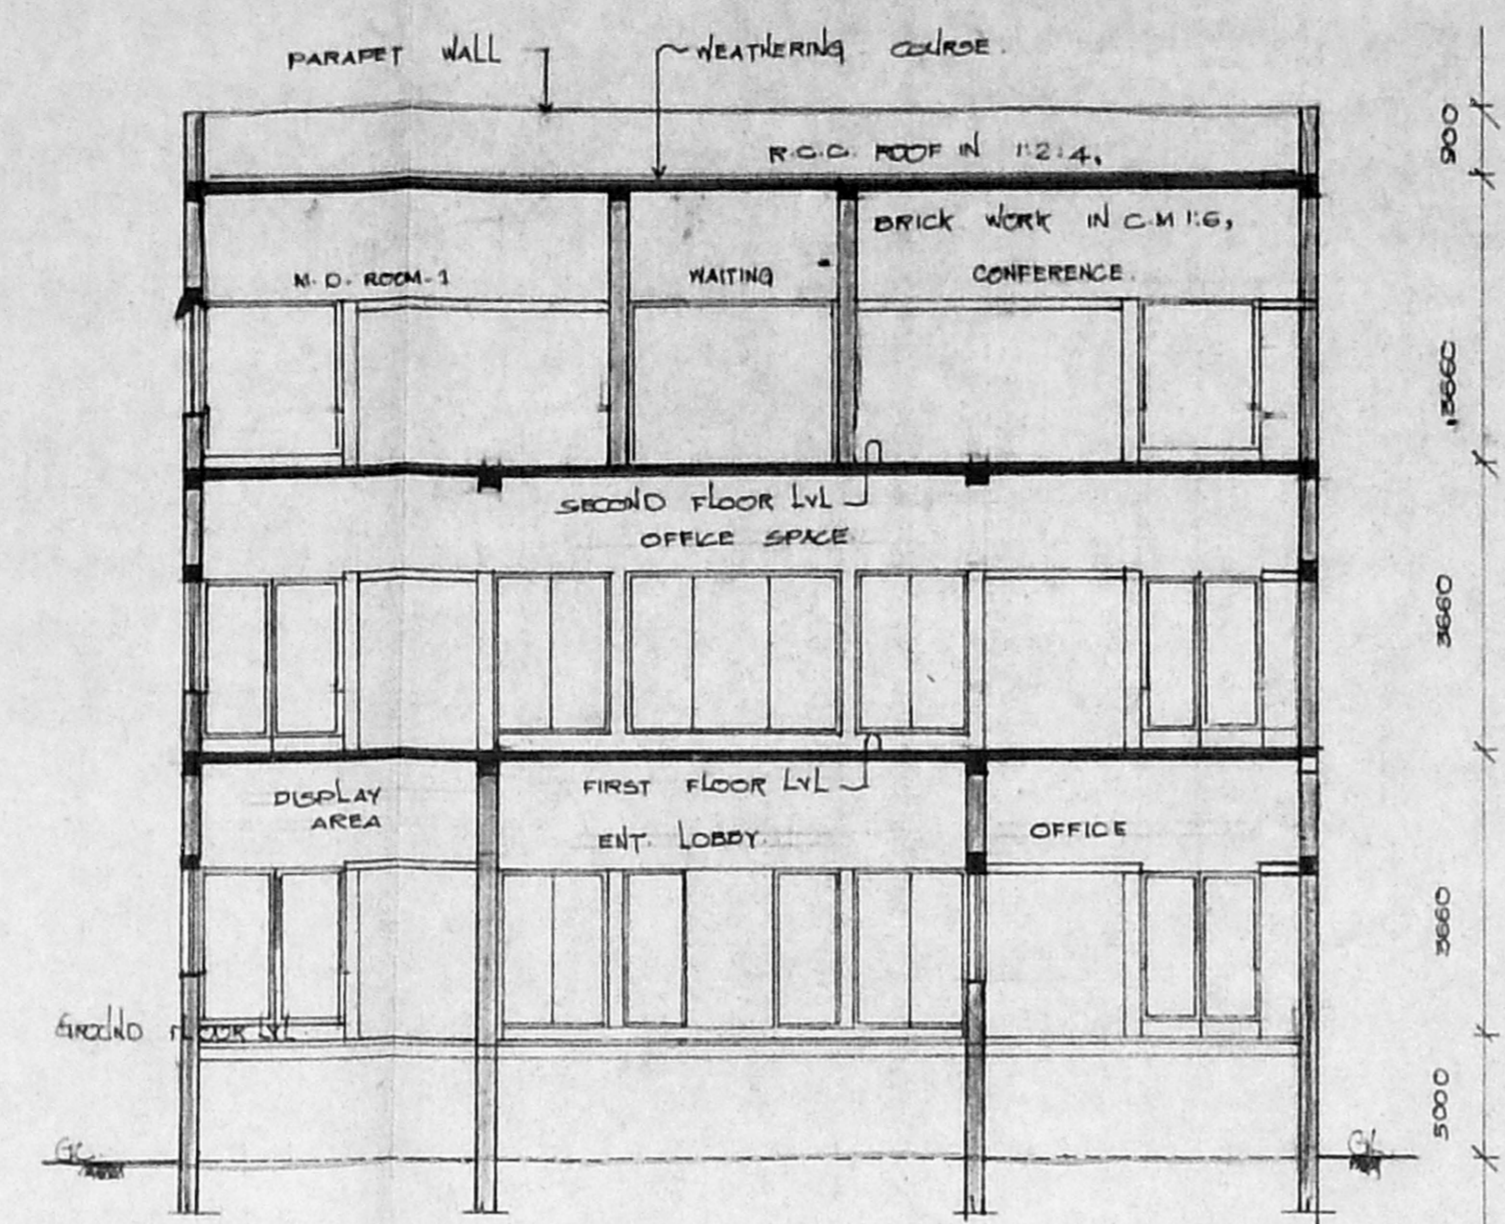 PARAPET WALL
WEATHERING COURSE.
R.C.C. ROOF IN 1:2:4,
900
BRICK WORK IN C.M 1:6,
M.D. ROOM-1
WAITING
CONFERENCE.
3660
SECOND FLOOR LVL
OFFICE SPACE
3660
FIRST FLOOR LVL
DISPLAY
AREA
ENT. LOBBY.
OFFICE
3660
GROUND FLOOR LVL
5000
GL
GL